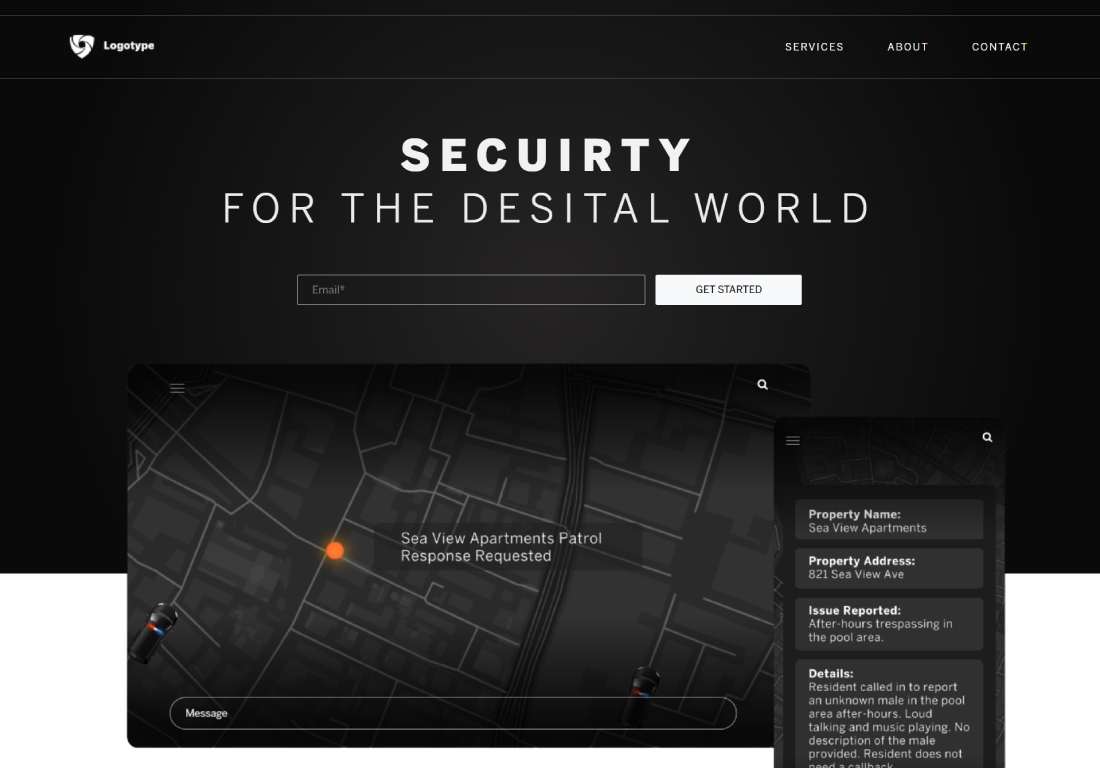 Logotype
SERVICES ABOUT CONTACT
SECUIRTY
FOR THE DESITAL WORLD
Email*
GET STARTED
Sea View Apartments Patrol
Response Requested
Message
Property Name:
Sea View Apartments
Property Address:
821 Sea View Ave
Issue Reported:
After-hours trespassing in
the pool area.
Details:
Resident called in to report
an unknown male in the pool
area after-hours. Loud
talking and music playing. No
description of the male
provided. Resident does not
need a callback